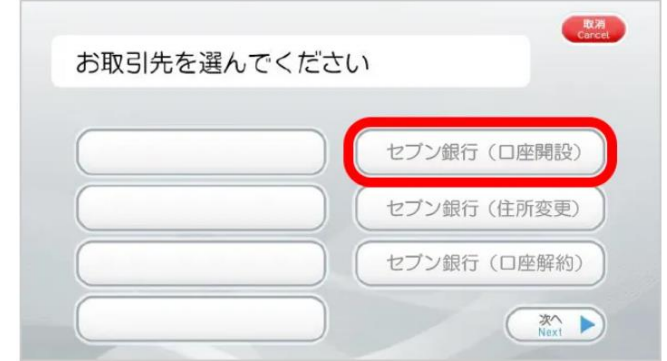 取消
Cancel
お取引先を選んでください
セブン銀行（口座開設）
セブン銀行（住所変更）
セブン銀行（口座解約）
次へ
Next